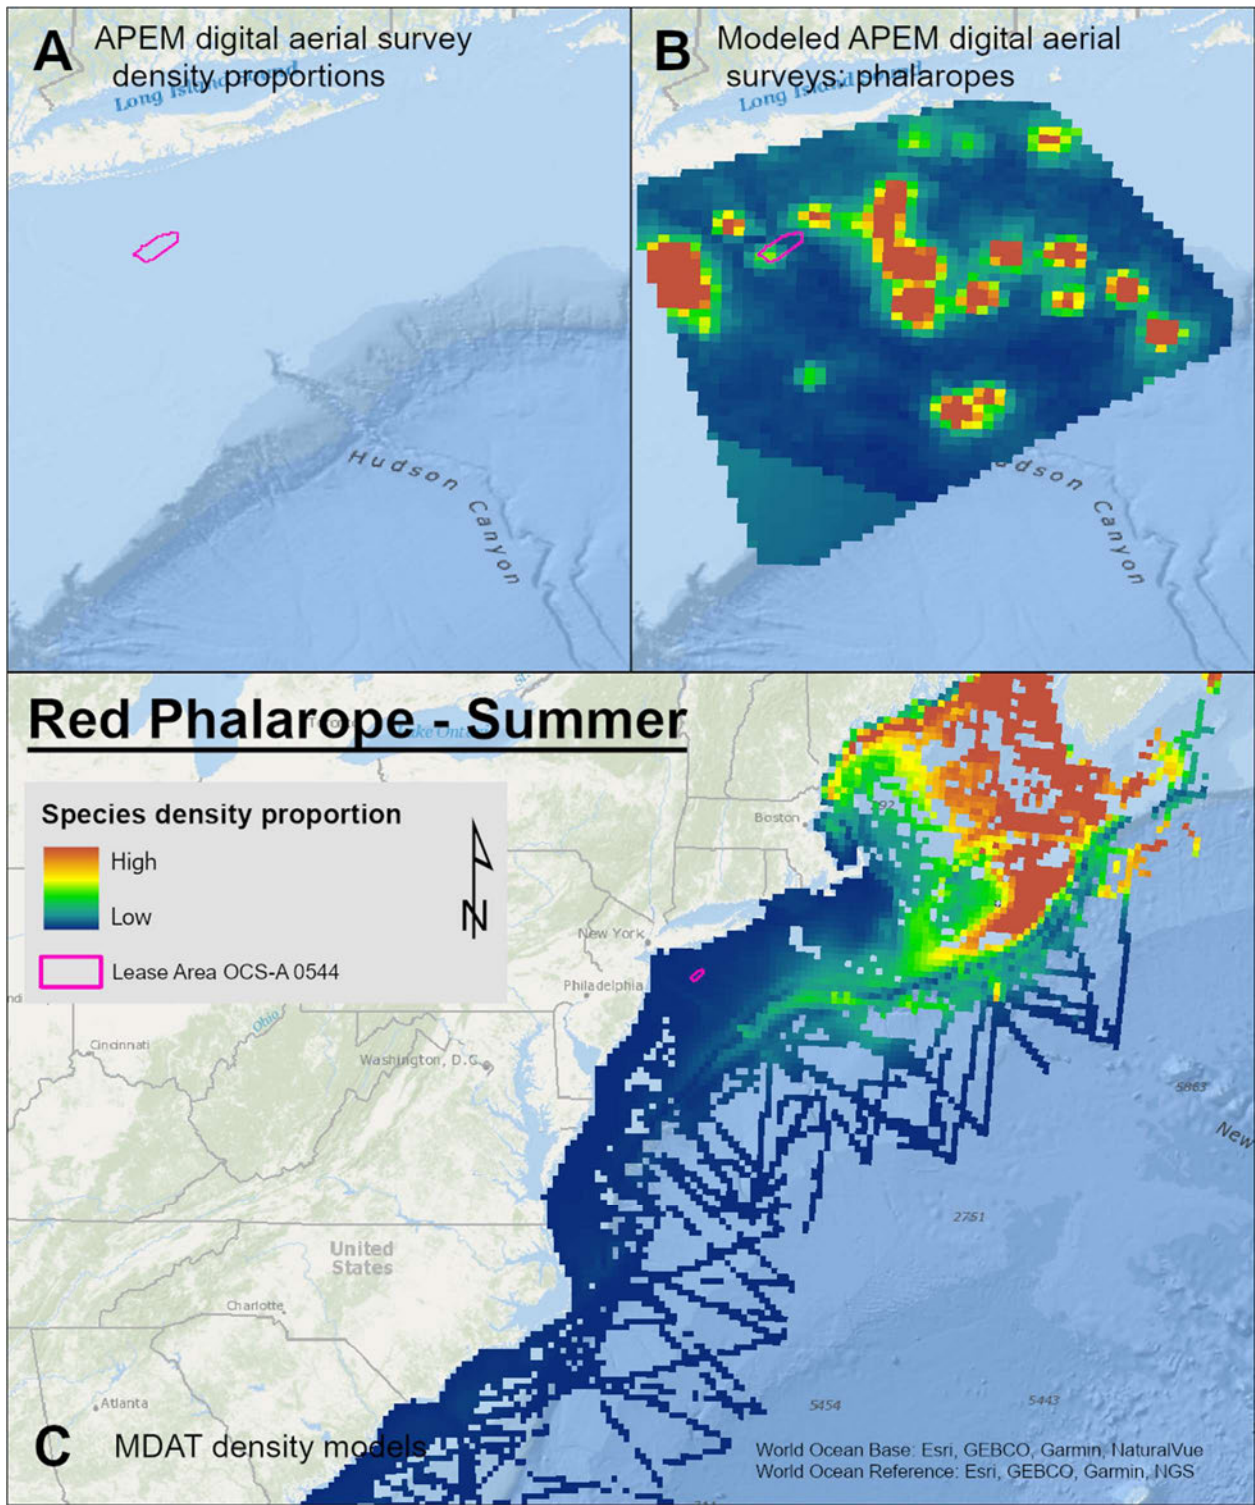 A
APEM digital aerial survey
density proportions
Long Island Sound
Hudson Canyon
B
Modeled APEM digital aerial
surveys: phalaropes
Long Island Sound
dson Canyon
Red Phalarope - Summer
Species density proportion
High
Low
Lease Area OCS-A 0544
N
Boston
92
New York
Philadelphia
Ohio
Cincinnati
Washington, D.C.
5863
New
2751
United
States
Charlotte
Atlanta
5454
5443
C
MDAT density models
World Ocean Base: Esri, GEBCO, Garmin, NaturalVue
World Ocean Reference: Esri, GEBCO, Garmin, NGS